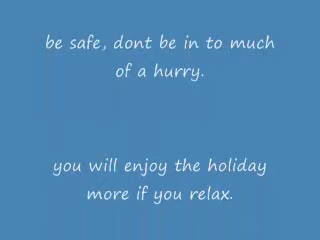 be safe, dont be in to much
of a hurry.
you will enjoy the holiday
more if you relax.